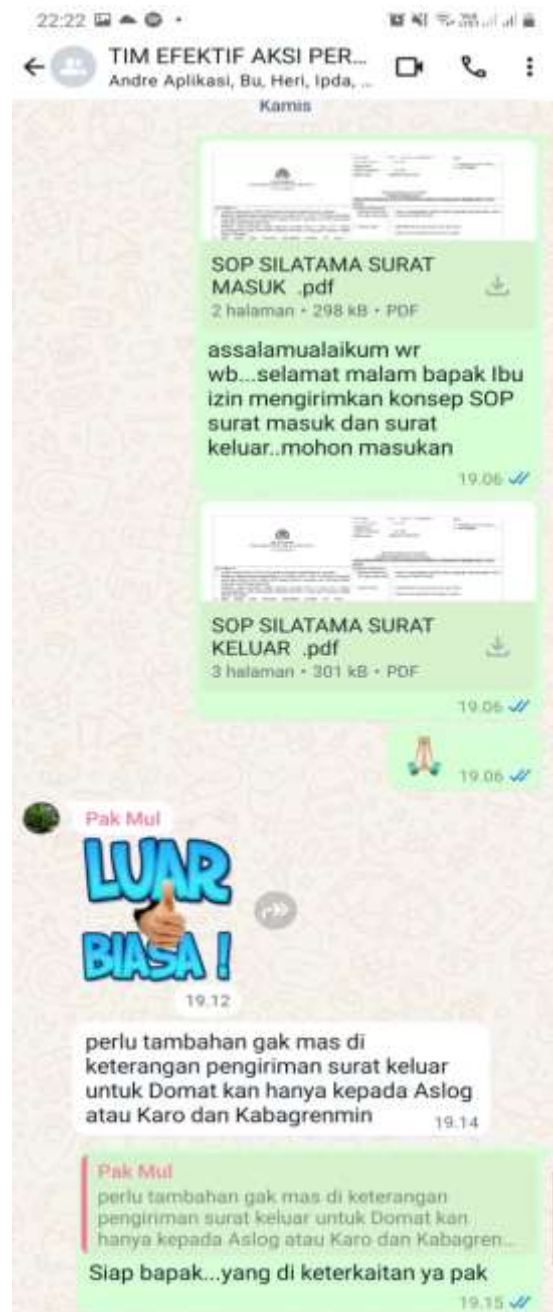 22:22
TIM EFEKTIF AKSI PER...
Andre Aplikasi, Bu, Heri, Ipda, ...
Kamis
SOP SILATAMA SURAT
MASUK .pdf
2 halaman • 298 kB • PDF
assalamualaikum wr
wb...selamat malam bapak Ibu
izin mengirimkan konsep SOP
surat masuk dan surat
keluar..mohon masukan
19.06
SOP SILATAMA SURAT
KELUAR .pdf
3 halaman • 301 kB • PDF
19.06
19.06
Pak Mul
LUAR
BIASA !
19.12
perlu tambahan gak mas di
keterangan pengiriman surat keluar
untuk Domat kan hanya kepada Aslog
atau Karo dan Kabagrenmin
19.14
Pak Mul
perlu tambahan gak mas di keterangan
pengiriman surat keluar untuk Domat kan
hanya kepada Aslog atau Karo dan Kabagren...
Siap bapak...yang di keterkaitan ya pak
19.15